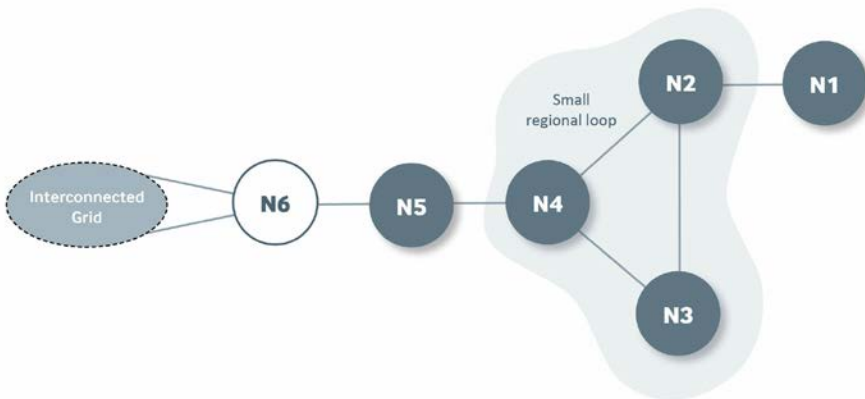 Small
regional loop
N2
N1
Interconnected
Grid
N6
N5
N4
N3